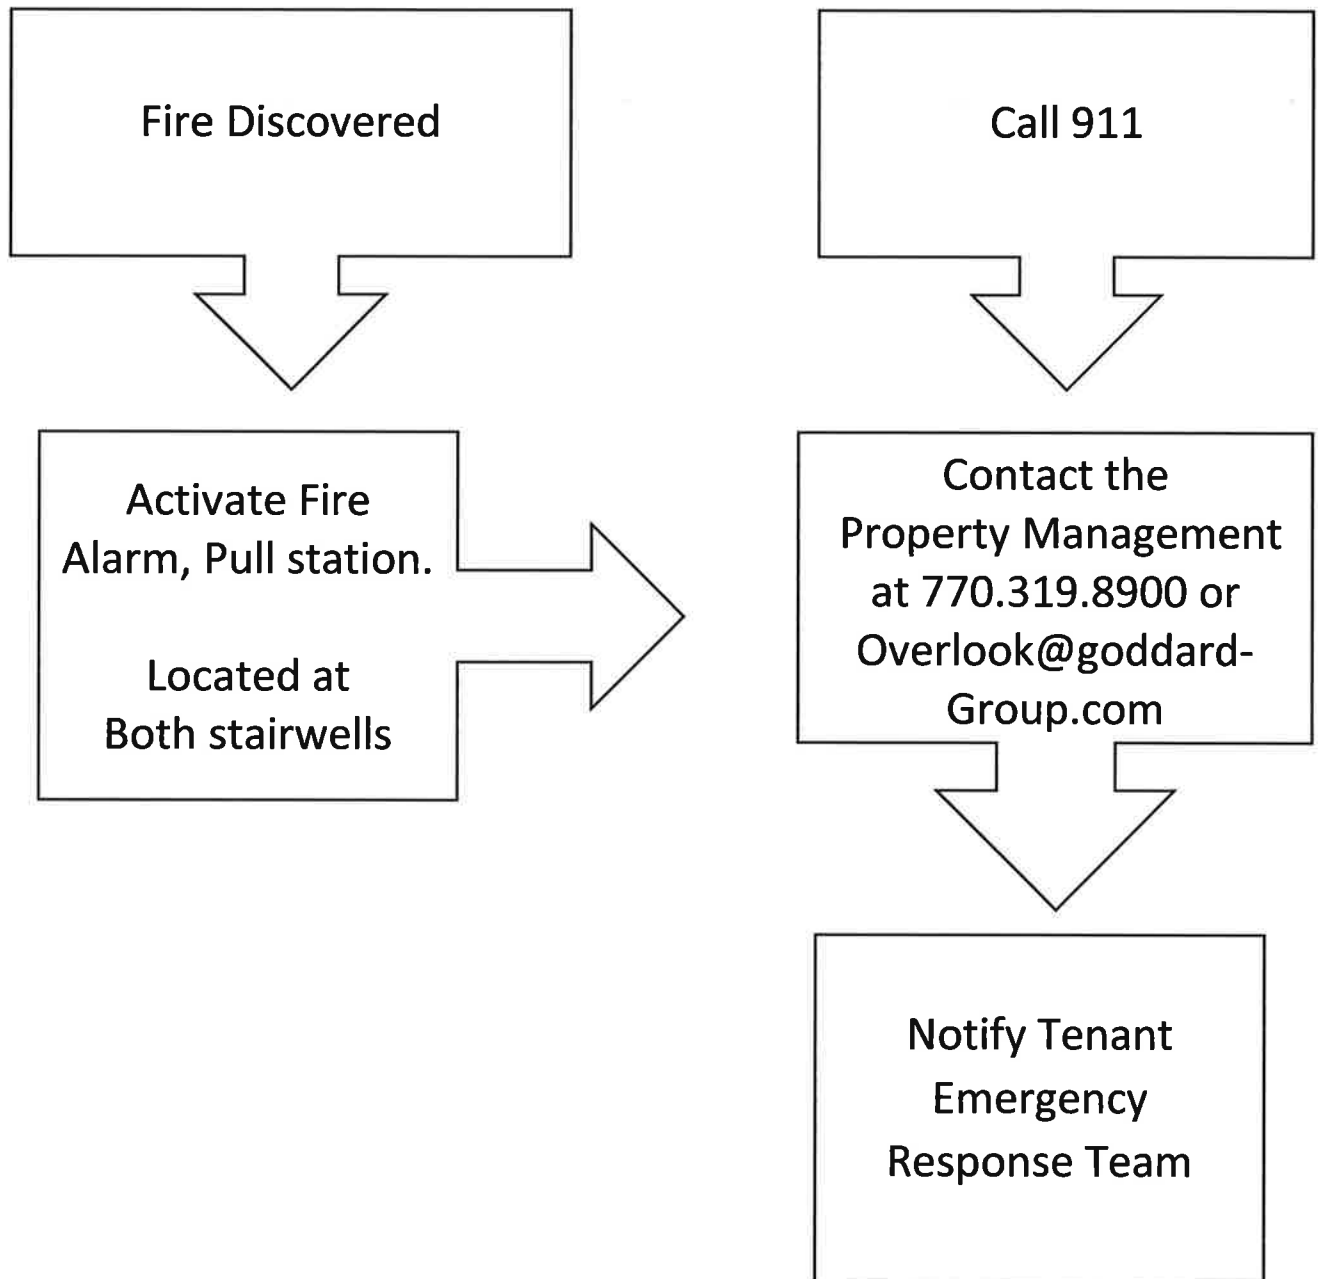 Fire Discovered
Activate Fire
Alarm, Pull station.
Located at
Both stairwells
Call 911
Contact the
Property Management
at 770.319.8900 or
Overlook@goddard-
Group.com
Notify Tenant
Emergency
Response Team